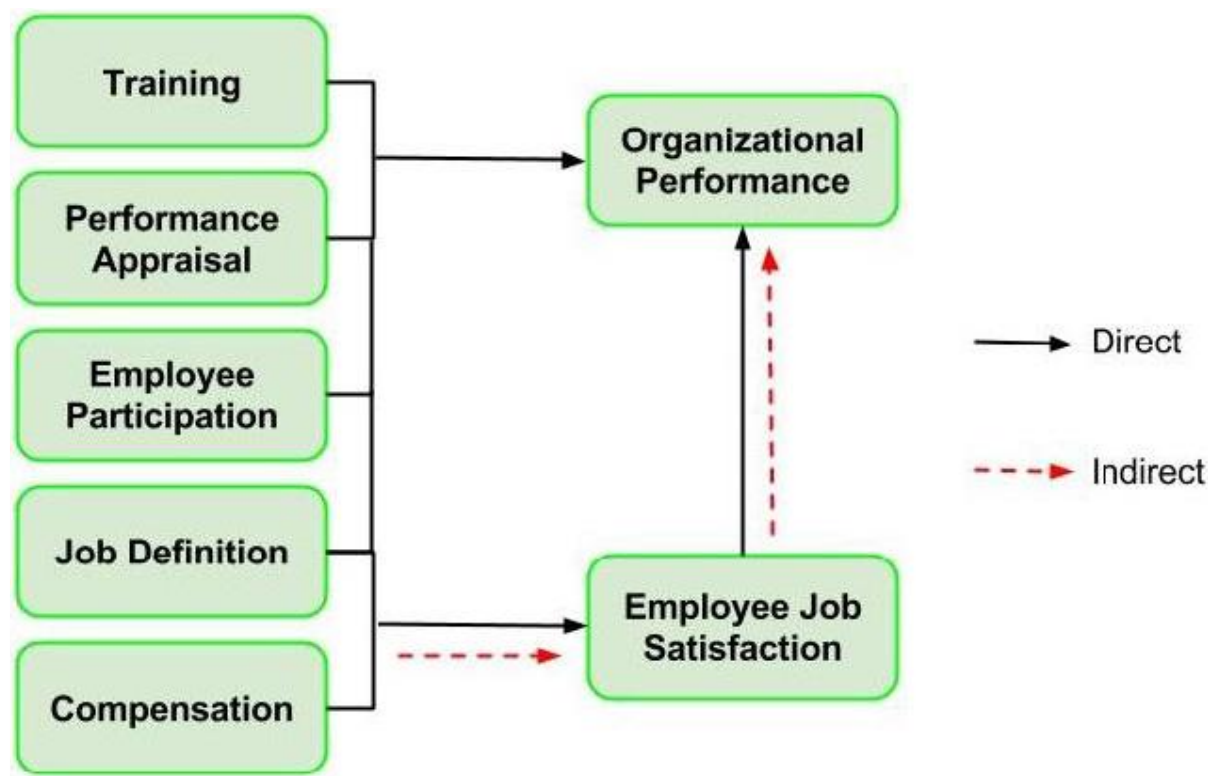 Training
Performance
Appraisal
Employee
Participation
Job Definition
Compensation
Organizational
Performance
Employee Job
Satisfaction
Direct
Indirect